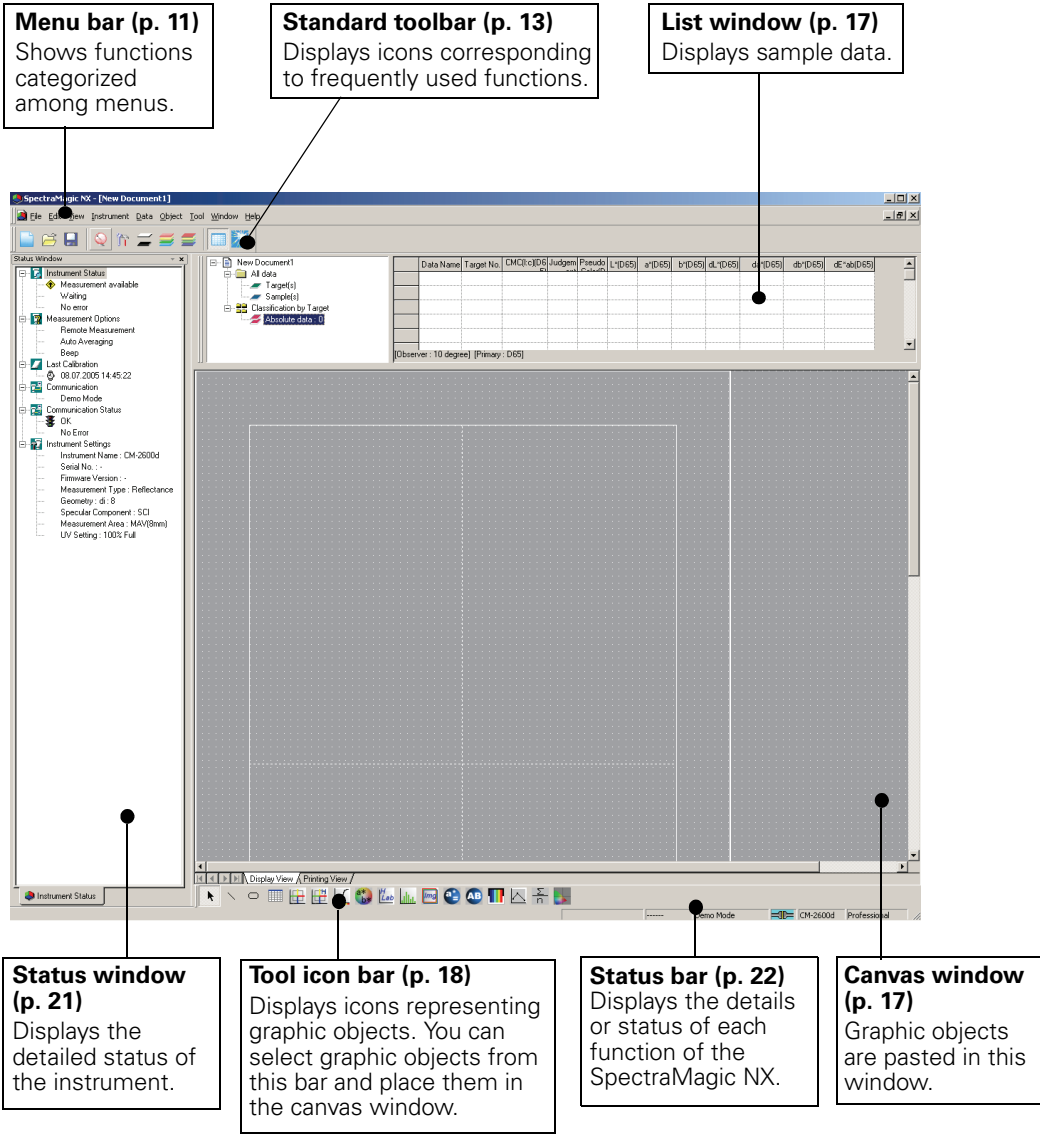 Menu bar (p. 11)
Shows functions
categorized
among menus.
Standard toolbar (p. 13)
Displays icons corresponding
to frequently used functions.
List window (p. 17)
Displays sample data.
SpectraMagic NX - [New Document1]
File Edit View Instrument Data Object Tool Window Help
Status Window
Instrument Status
Measurement available
Waiting
No error
Measurement Options
Remote Measurement
Auto Averaging
Beep
Last Calibration
08.07.2005 14:45:22
Communication
Demo Mode
Communication Status
OK
No Error
Instrument Settings
Instrument Name : CM-2600d
Serial No. : -
Firmware Version : -
Measurement Type : Reflectance
Geometry : di : 8
Specular Component : SCI
Measurement Area : MAV(8mm)
UV Setting : 100% Full
Instrument Status
New Document1
All data
Target(s)
Sample(s)
Classification by Target
Absolute data : 0
Data Name Target No. CMC(l:c)(D6 Judgem Pseudo L*(D65) a*(D65) b*(D65) dL*(D65) da*(D65) db*(D65) dE*ab(D65)
[Observer : 10 degree] [Primary : D65]
Display View Printing View
a* b* H Lab Img a b AB Σ n
------ Demo Mode CM-2600d Professional
Status window
(p. 21)
Displays the
detailed status of
the instrument.
Tool icon bar (p. 18)
Displays icons representing
graphic objects. You can
select graphic objects from
this bar and place them in
the canvas window.
Status bar (p. 22)
Displays the details
or status of each
function of the
SpectraMagic NX.
Canvas window
(p. 17)
Graphic objects
are pasted in this
window.